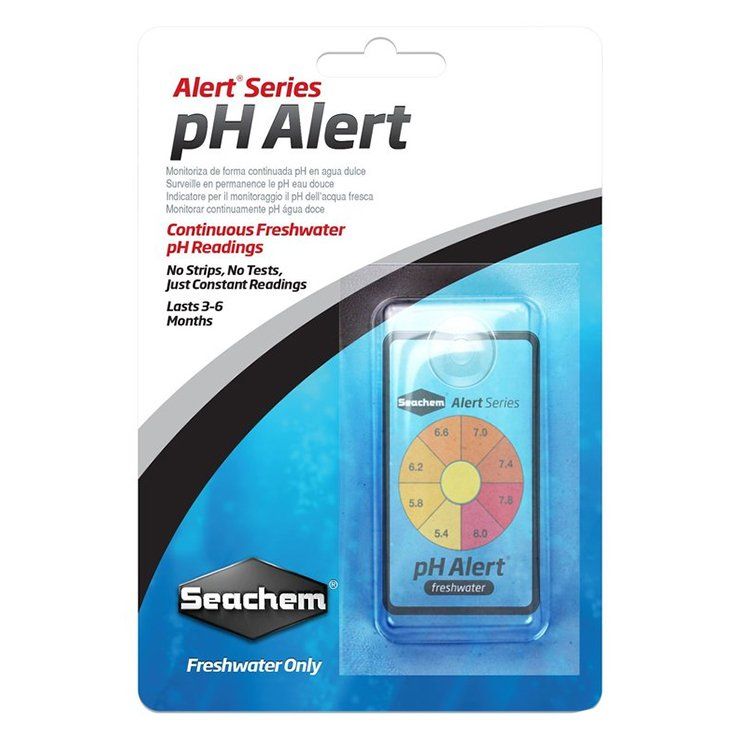 Alert® Series
pH Alert
Monitoriza de forma continuada pH en agua dulce
Surveille en permanence le pH eau douce
Indicatore per il monitoraggio il pH dell'acqua fresca
Monitorar continuamente pH água doce
Continuous Freshwater
pH Readings
No Strips, No Tests,
Just Constant Readings
Lasts 3-6
Months
Seachem Alert Series
6.6 7.0
6.2 7.4
5.8 7.8
5.4 8.0
pH Alert®
freshwater
Seachem®
Freshwater Only